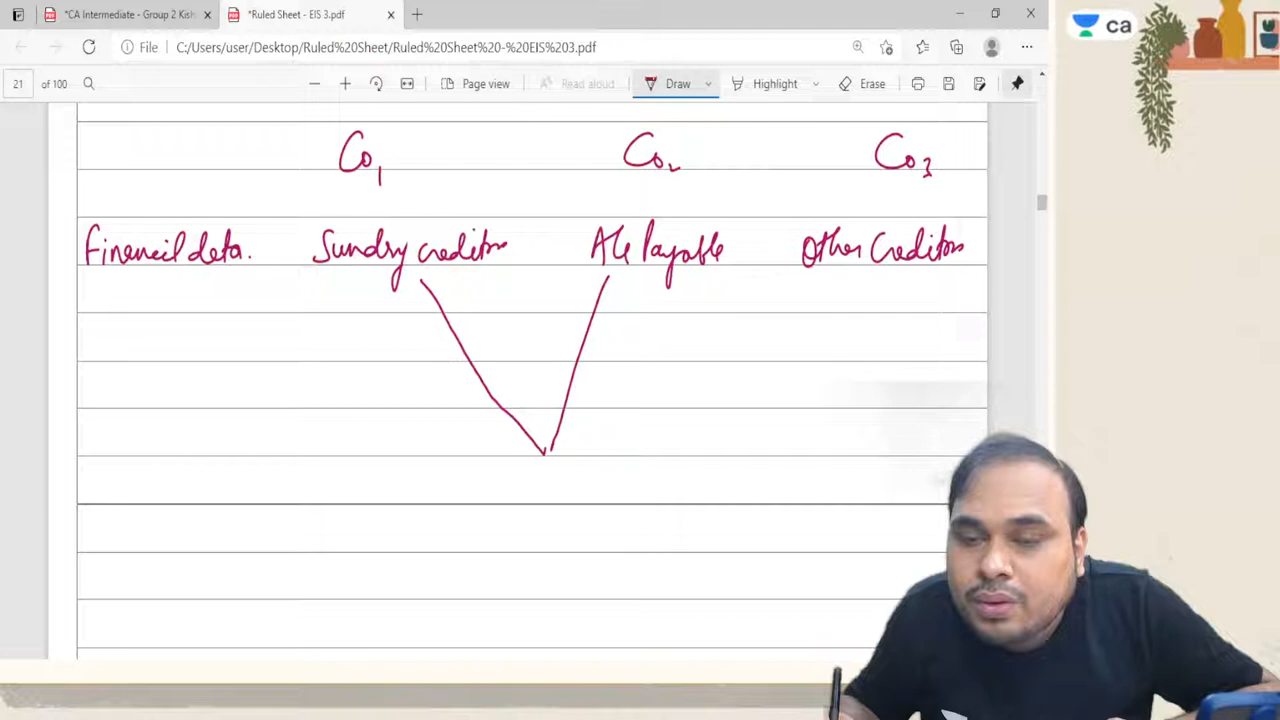 *CA Intermediate - Group 2 Kish
*Ruled Sheet - EIS 3.pdf
File C:/Users/user/Desktop/Ruled%20Sheet/Ruled%20Sheet%20-%20EIS%203.pdf
ca
21 of 100 Page view Read aloud Draw Highlight Erase
Co1 Co2 Co3
Financial data. Sundry creditors A/c Payable Other Creditors